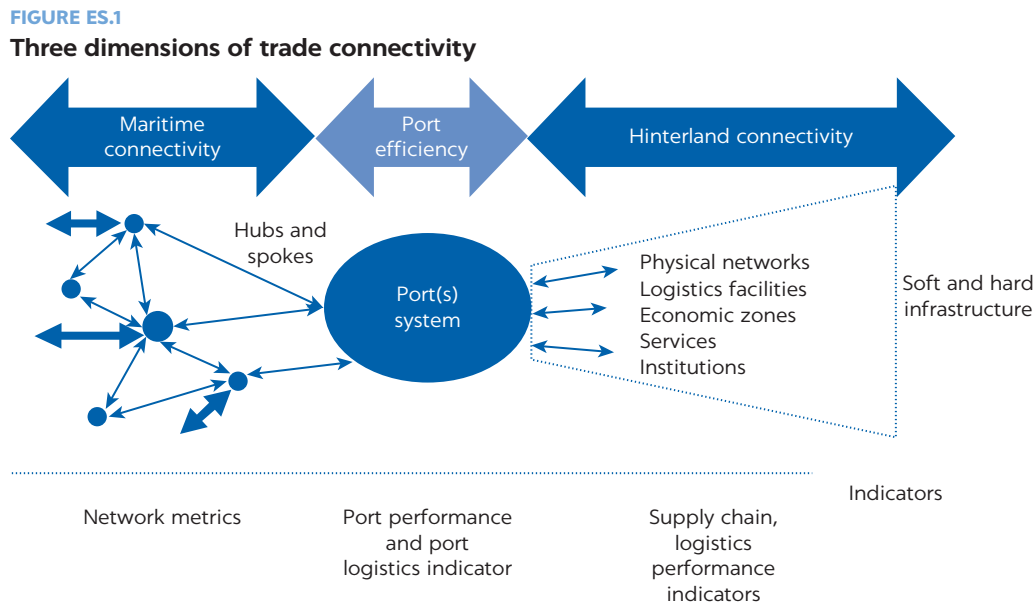 FIGURE ES.1
Three dimensions of trade connectivity
Maritime
connectivity
Port
efficiency
Hinterland connectivity
Hubs and
spokes
Port(s)
system
Physical networks
Logistics facilities
Economic zones
Services
Institutions
Soft and hard
infrastructure
Indicators
Network metrics
Port performance
and port
logistics indicator
Supply chain,
logistics
performance
indicators